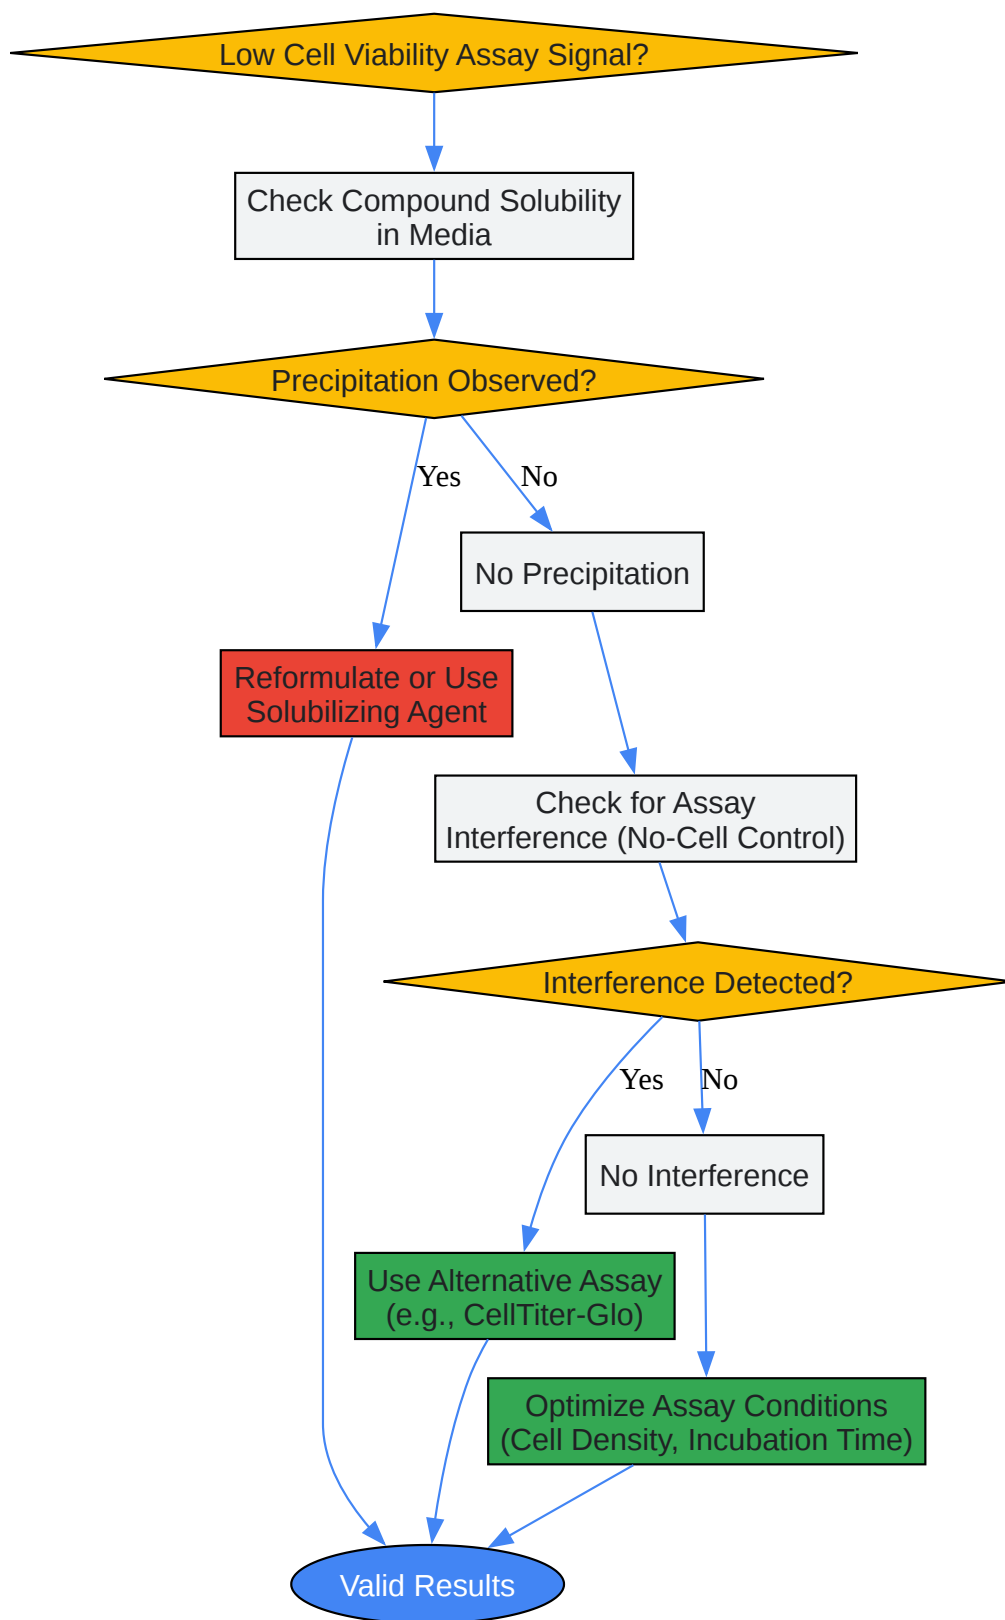 Low Cell Viability Assay Signal?
Check Compound Solubility
in Media
Precipitation Observed?
Yes
No
No Precipitation
Reformulate or Use
Solubilizing Agent
Check for Assay
Interference (No-Cell Control)
Interference Detected?
Yes
No
No Interference
Use Alternative Assay
(e.g., CellTiter-Glo)
Optimize Assay Conditions
(Cell Density, Incubation Time)
Valid Results